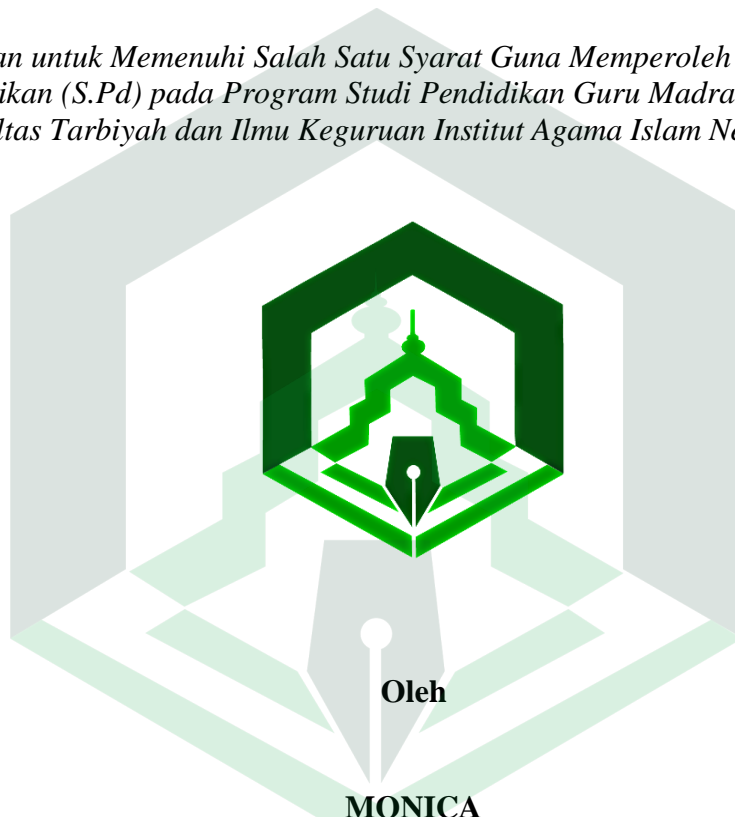 an untuk Memenuhi Salah Satu Syarat Guna Memperoleh
ikan (S.Pd) pada Program Studi Pendidikan Guru Madra
ltas Tarbiyah dan Ilmu Keguruan Institut Agama Islam Ne
Oleh
MONICA